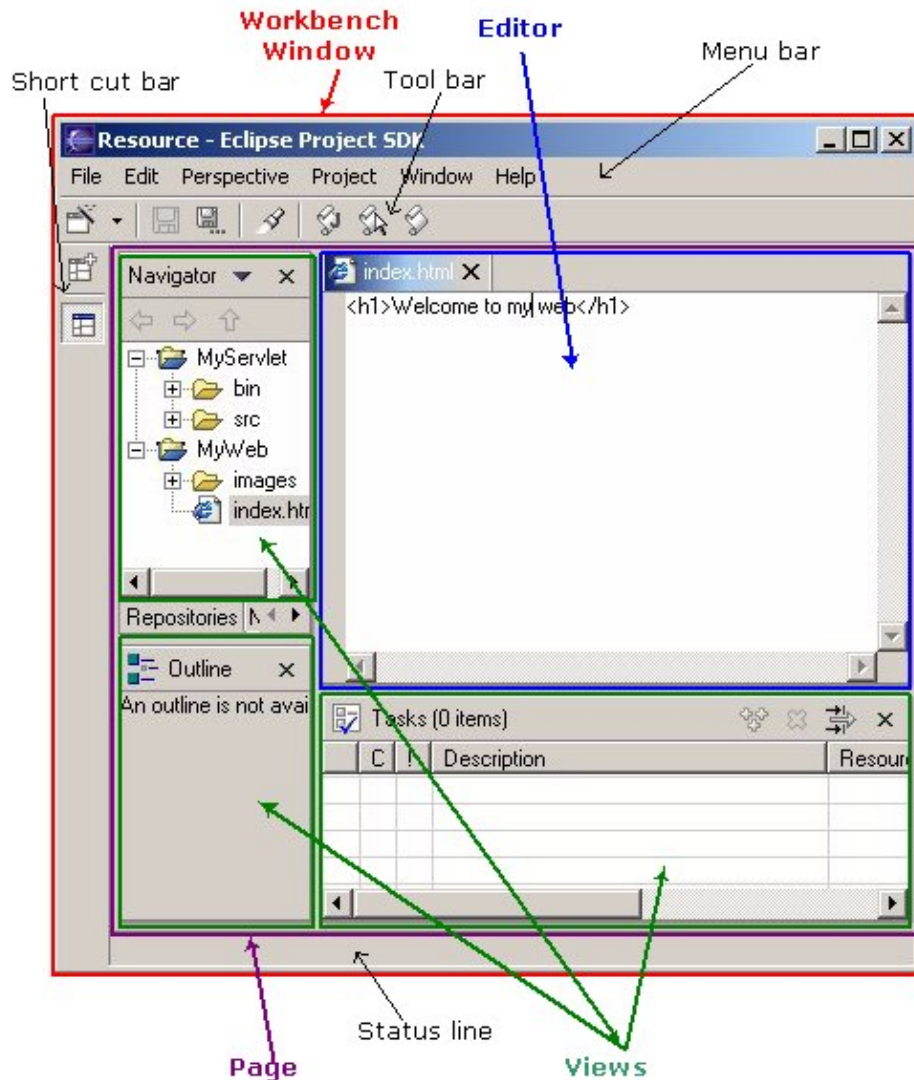 Workbench
Window
Editor
Menu bar
Short cut bar
Tool bar
Resource - Eclipse Project SDK
File Edit Perspective Project Window Help
Navigator
index.html
<h1>Welcome to my web</h1>
MyServlet
bin
src
MyWeb
images
index.htm
Repositories
Outline
An outline is not avai
Tasks (0 items)
C ! Description Resour
Status line
Page
Views